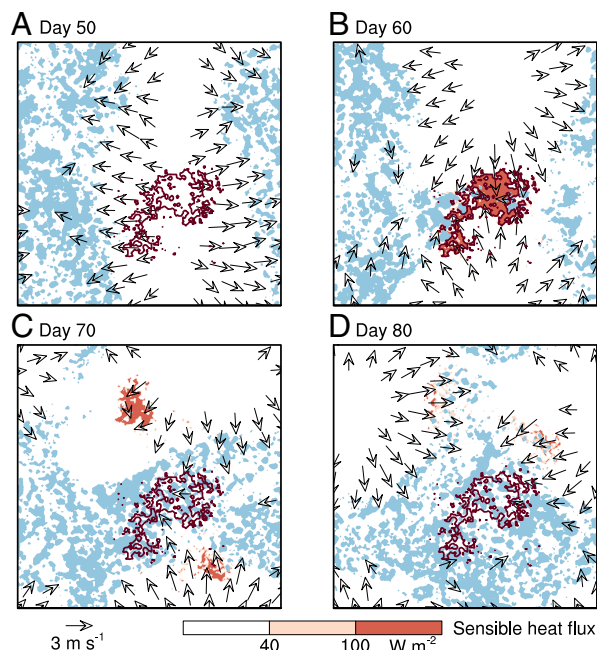 A Day 50
B Day 60
C Day 70
D Day 80
3 m s⁻¹
40 100 W m⁻² Sensible heat flux